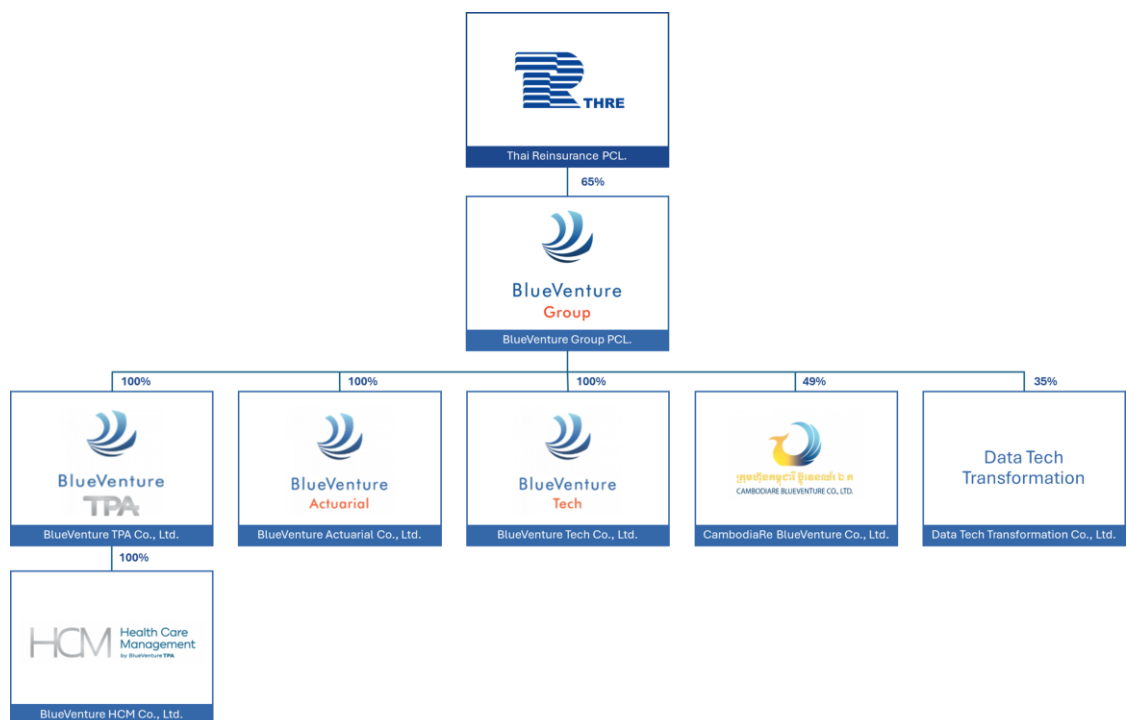 THRE
Thai Reinsurance PCL.
65%
BlueVenture
Group
BlueVenture Group PCL.
100%
100%
100%
49%
35%
BlueVenture
TPA
BlueVenture TPA Co., Ltd.
BlueVenture
Actuarial
BlueVenture Actuarial Co., Ltd.
BlueVenture
Tech
BlueVenture Tech Co., Ltd.
CAMBODIARE BLUEVENTURE CO., LTD.
CambodiaRe BlueVenture Co., Ltd.
Data Tech
Transformation
Data Tech Transformation Co., Ltd.
100%
HCM
Health Care
Management
by BlueVenture TPA
BlueVenture HCM Co., Ltd.